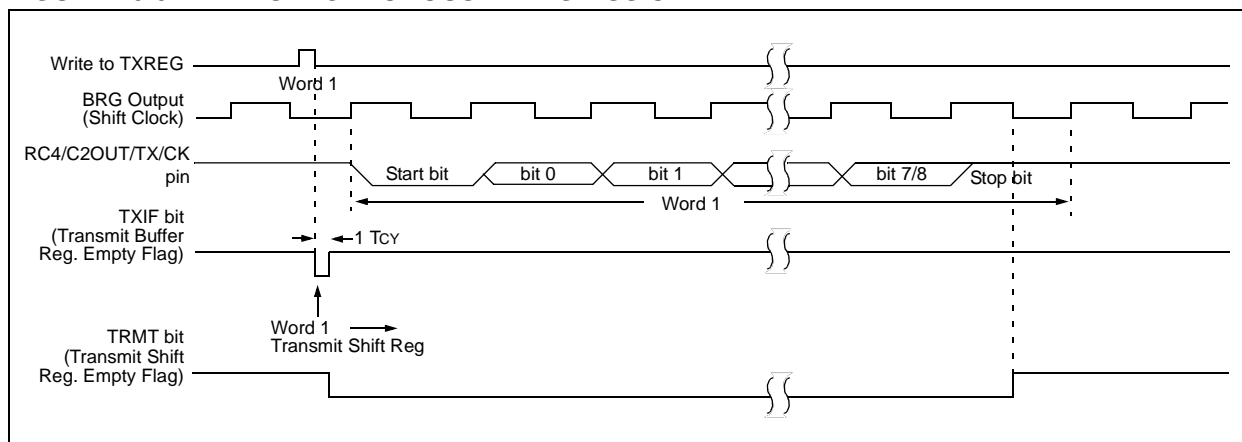 Write to TXREG
Word 1
BRG Output
(Shift Clock)
RC4/C2OUT/TX/CK
pin
Start bit
bit 0
bit 1
bit 7/8
Stop bit
Word 1
TXIF bit
(Transmit Buffer
Reg. Empty Flag)
1 TCY
Word 1
Transmit Shift Reg
TRMT bit
(Transmit Shift
Reg. Empty Flag)